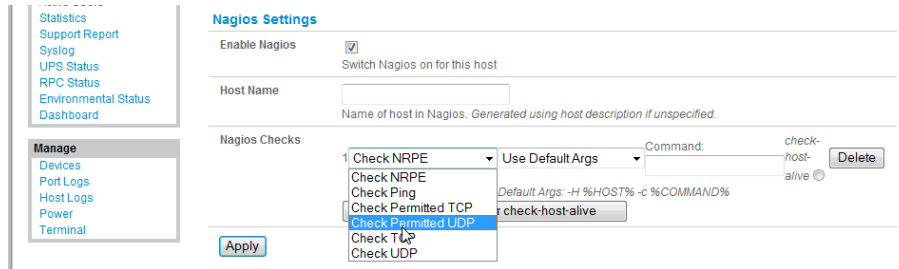 Statistics
Support Report
Syslog
UPS Status
RPC Status
Environmental Status
Dashboard
Manage
Devices
Port Logs
Host Logs
Power
Terminal
Nagios Settings
Enable Nagios
Switch Nagios on for this host
Host Name
Name of host in Nagios. Generated using host description if unspecified.
Nagios Checks
1 Check NRPE Use Default Args Command: check-host-alive Delete
Check NRPE
Check Ping
Check Permitted TCP
Check Permitted UDP
Check TCP
Check UDP
Default Args: -H %HOST% -c %COMMAND%
check-host-alive
Apply